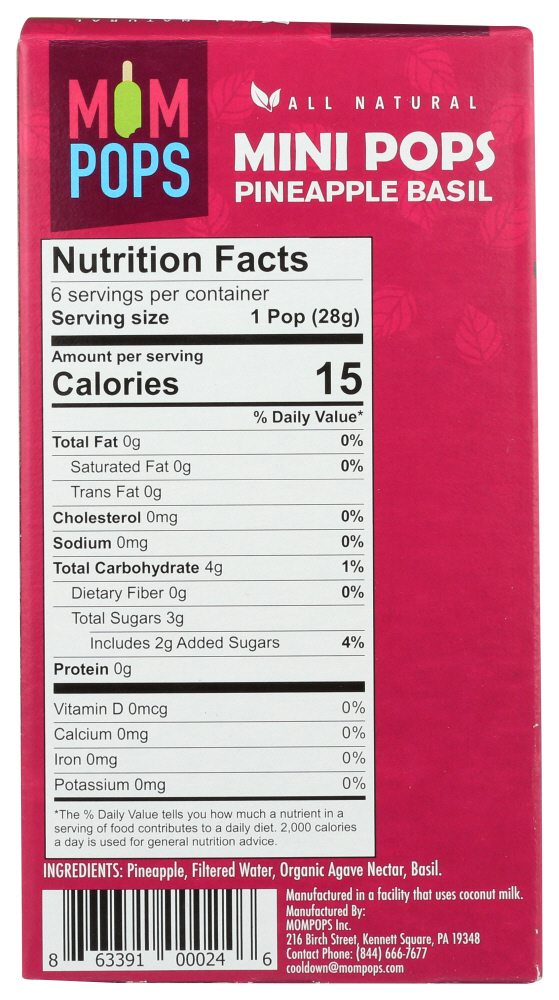 MOM
POPS
ALL NATURAL
MINI POPS
PINEAPPLE BASIL
Nutrition Facts
6 servings per container
Serving size 1 Pop (28g)
Amount per serving
Calories 15
% Daily Value*
Total Fat 0g 0%
Saturated Fat 0g 0%
Trans Fat 0g
Cholesterol 0mg 0%
Sodium 0mg 0%
Total Carbohydrate 4g 1%
Dietary Fiber 0g 0%
Total Sugars 3g
Includes 2g Added Sugars 4%
Protein 0g
Vitamin D 0mcg 0%
Calcium 0mg 0%
Iron 0mg 0%
Potassium 0mg 0%
*The % Daily Value tells you how much a nutrient in a
serving of food contributes to a daily diet. 2,000 calories
a day is used for general nutrition advice.
INGREDIENTS: Pineapple, Filtered Water, Organic Agave Nectar, Basil.
Manufactured in a facility that uses coconut milk.
Manufactured By:
MOMPOPS Inc.
216 Birch Street, Kennett Square, PA 19348
Contact Phone: (844) 666-7677
cooldown@mompops.com
8 63391 00024 6